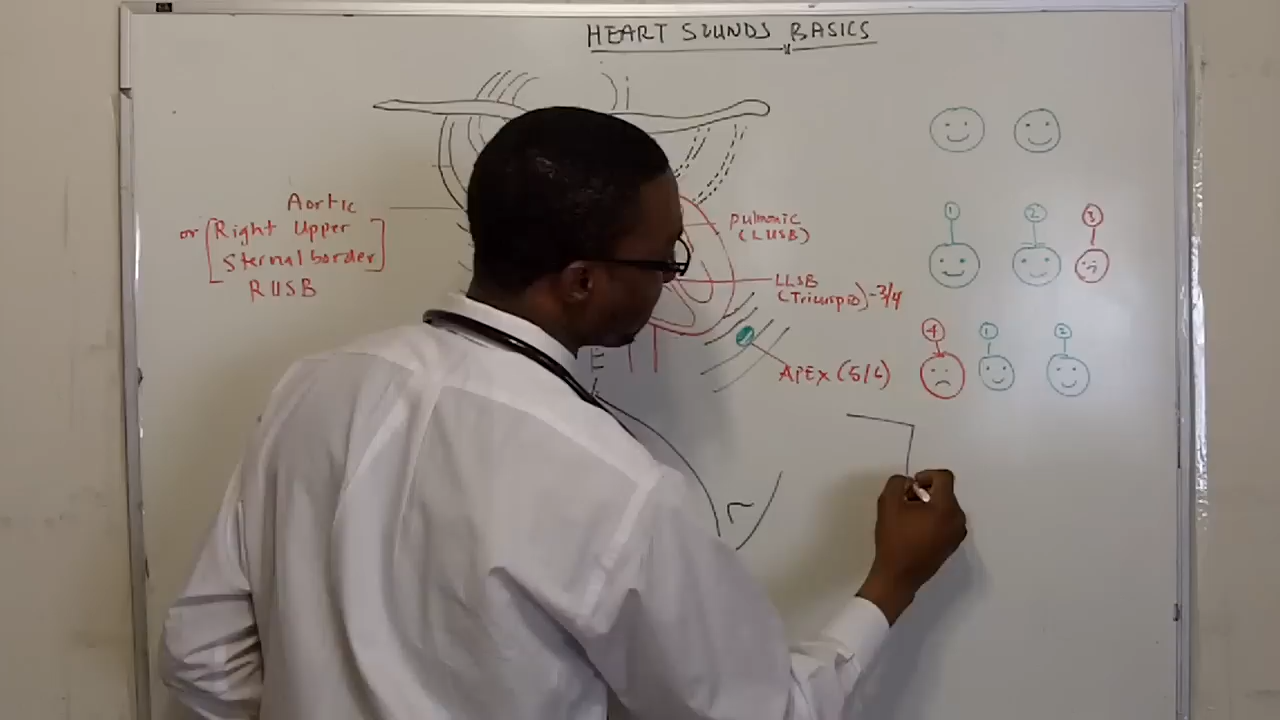 HEART SOUNDS BASICS
Aortic
or [Right Upper
Sternal border]
RUSB
Pulmonic
(LUSB)
LLSB
(Tricuspid)-3/4
APEX (5/6)
1
2
3
4
1
2
E